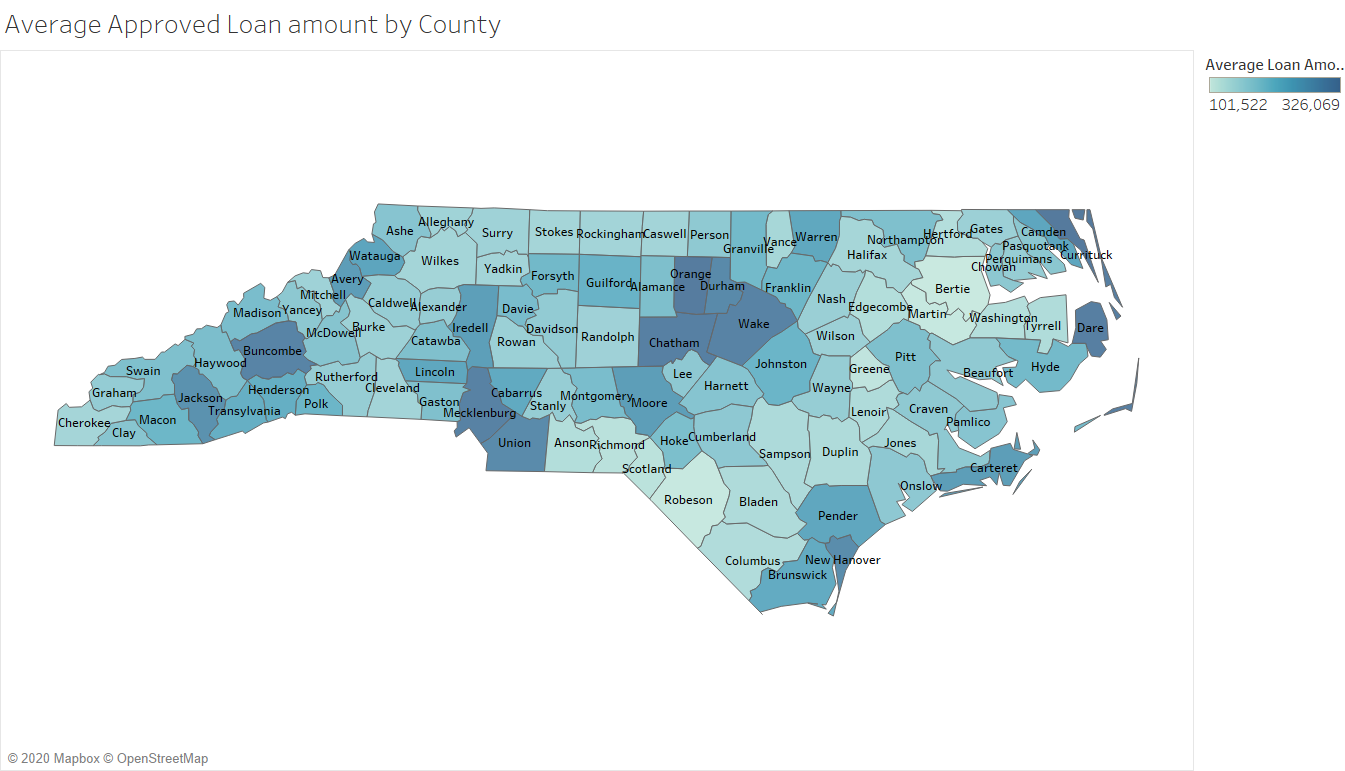 Average Approved Loan amount by County
Average Loan Amo..
101,522 326,069
Alleghany
Ashe
Surry
Stokes
Rockingham
Caswell
Person
Granville
Vance
Warren
Northampton
Hertford
Gates
Camden
Pasquotank
Currituck
Perquimans
Chowan
Halifax
Watauga
Wilkes
Yadkin
Forsyth
Guilford
Alamance
Orange
Durham
Franklin
Nash
Edgecombe
Martin
Bertie
Washington
Tyrrell
Dare
Avery
Mitchell
Yancey
Madison
Caldwell
Alexander
Iredell
Davie
Davidson
Randolph
Chatham
Wake
Wilson
Burke
McDowell
Buncombe
Catawba
Rowan
Johnston
Greene
Pitt
Beaufort
Hyde
Haywood
Swain
Graham
Jackson
Henderson
Rutherford
Cleveland
Lincoln
Lee
Harnett
Wayne
Cherokee
Clay
Macon
Transylvania
Polk
Gaston
Mecklenburg
Cabarrus
Stanly
Montgomery
Moore
Lenoir
Craven
Pamlico
Union
Anson
Richmond
Scotland
Hoke
Cumberland
Sampson
Duplin
Jones
Carteret
Onslow
Robeson
Bladen
Pender
Columbus
New Hanover
Brunswick
© 2020 Mapbox © OpenStreetMap